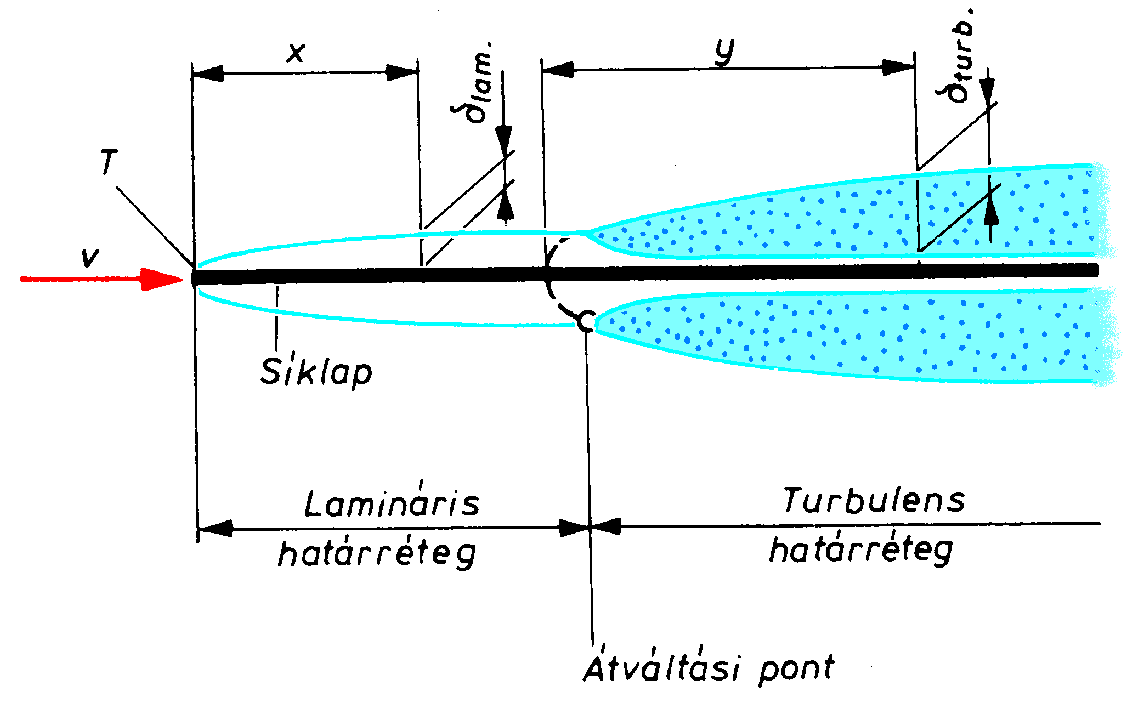 x
y
δlam.
δturb.
T
v
Síklap
Lamináris
határréteg
Turbulens
határréteg
Átváltási pont